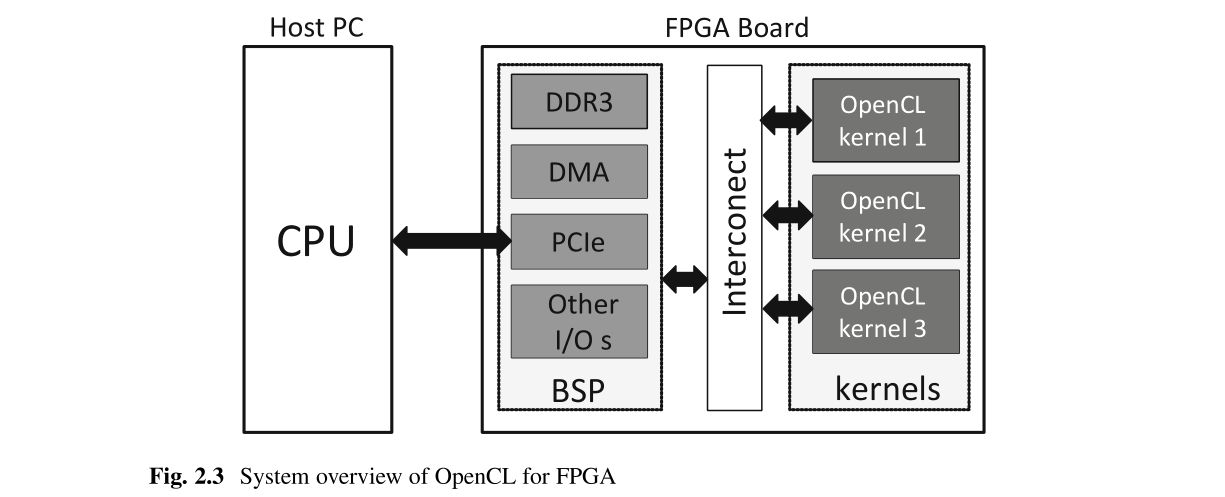 Host PC
FPGA Board
CPU
DDR3
DMA
PCIe
Other
I/O s
BSP
Interconect
OpenCL
kernel 1
OpenCL
kernel 2
OpenCL
kernel 3
kernels
Fig. 2.3 System overview of OpenCL for FPGA